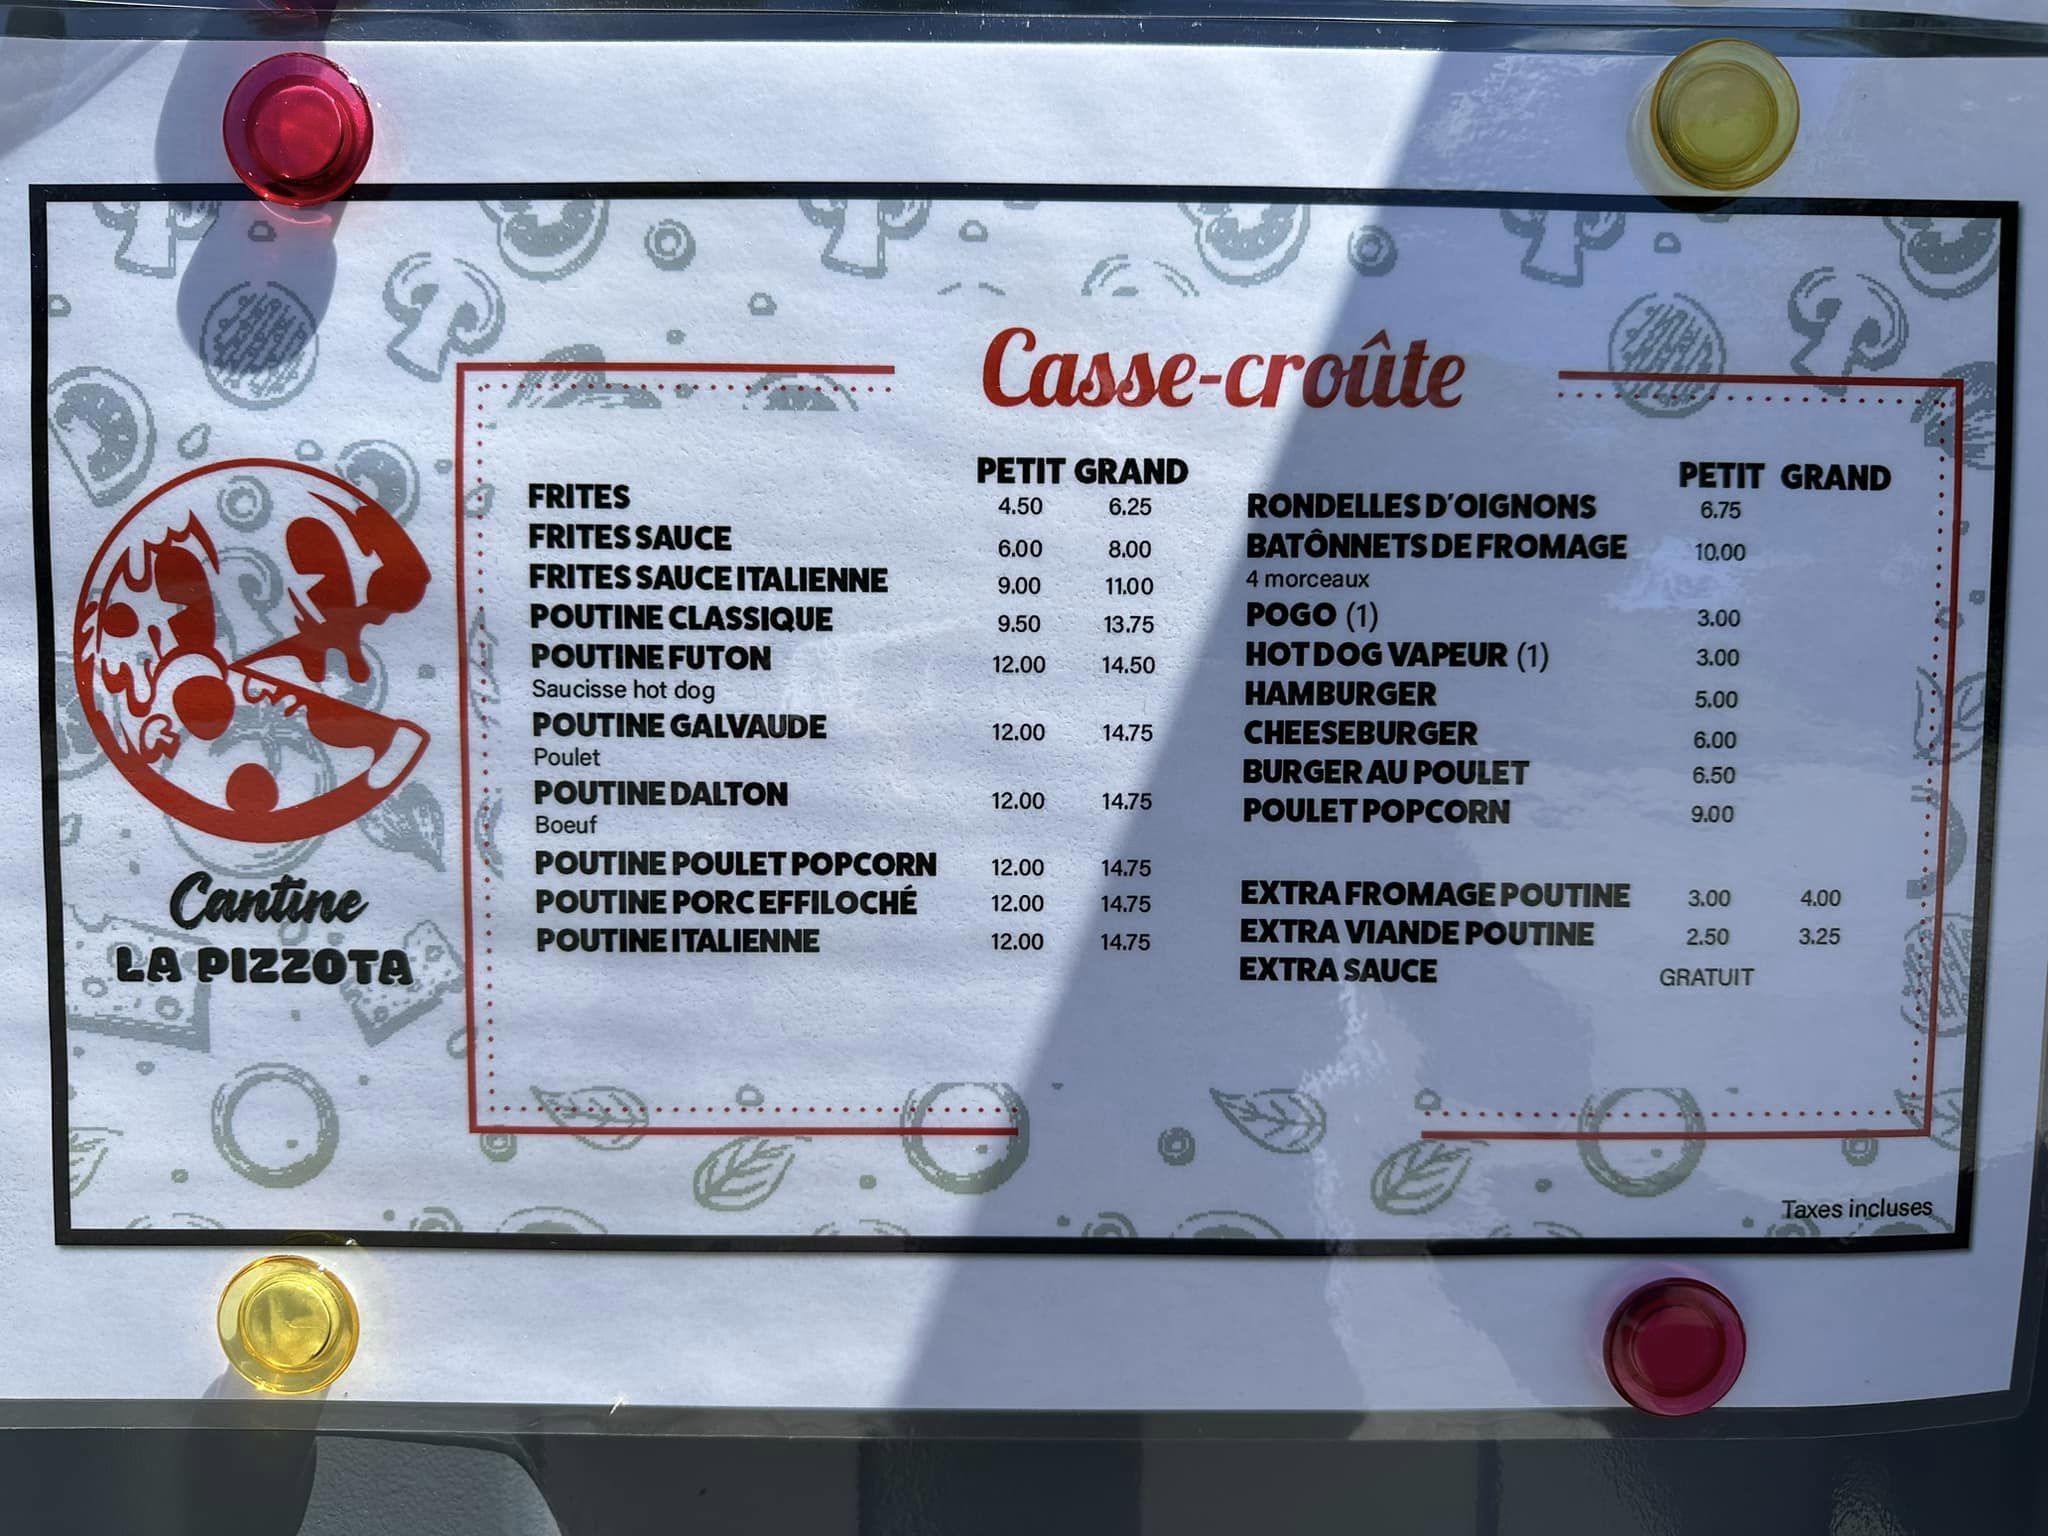 Casse-croûte
PETIT GRAND
FRITES 4.50 6.25
FRITES SAUCE 6.00 8.00
FRITES SAUCE ITALIENNE 9.00 11.00
POUTINE CLASSIQUE 9.50 13.75
POUTINE FUTON 12.00 14.50
Saucisse hot dog
POUTINE GALVAUDE 12.00 14.75
Poulet
POUTINE DALTON 12.00 14.75
Boeuf
POUTINE POULET POPCORN 12.00 14.75
POUTINE PORC EFFILOCHÉ 12.00 14.75
POUTINE ITALIENNE 12.00 14.75
PETIT GRAND
RONDELLES D'OIGNONS 6.75
BATÔNNETS DE FROMAGE 10.00
4 morceaux
POGO (1) 3.00
HOT DOG VAPEUR (1) 3.00
HAMBURGER 5.00
CHEESEBURGER 6.00
BURGER AU POULET 6.50
POULET POPCORN 9.00
EXTRA FROMAGE POUTINE 3.00 4.00
EXTRA VIANDE POUTINE 2.50 3.25
EXTRA SAUCE GRATUIT
Cantine
LA PIZZOTA
Taxes incluses